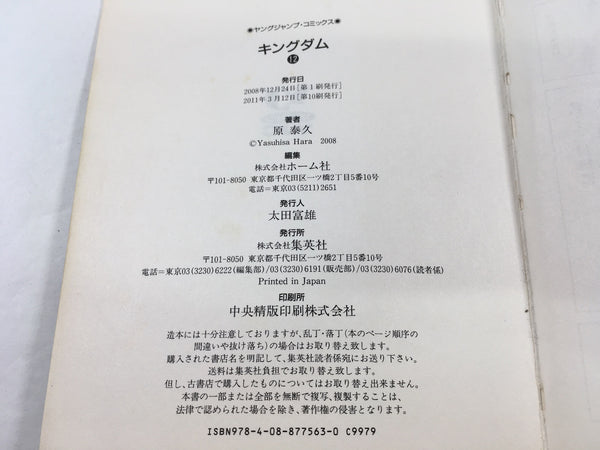 ●ヤングジャンプ・コミックス●
キングダム
⓬
発行日
2008年12月24日[第1刷発行]
2011年3月12日[第10刷発行]
著者
原 泰久
©Yasuhisa Hara 2008
編集
株式会社ホーム社
〒101-8050 東京都千代田区一ツ橋2丁目5番10号
電話=東京03(5211)2651
発行人
太田富雄
発行所
株式会社集英社
〒101-8050 東京都千代田区一ツ橋2丁目5番10号
電話=東京03(3230)6222(編集部)/03(3230)6191(販売部)/03(3230)6076(読者係)
Printed in Japan
印刷所
中央精版印刷株式会社
造本には十分注意しておりますが、乱丁・落丁(本のページ順序の
間違いや抜け落ち)の場合はお取り替え致します。
購入された書店名を明記して、集英社読者係宛にお送り下さい。
送料は集英社負担でお取り替え致します。
但し、古書店で購入したものについてはお取り替え出来ません。
本書の一部または全部を無断で複写、複製することは、
法律で認められた場合を除き、著作権の侵害となります。
ISBN978-4-08-877563-0 C9979